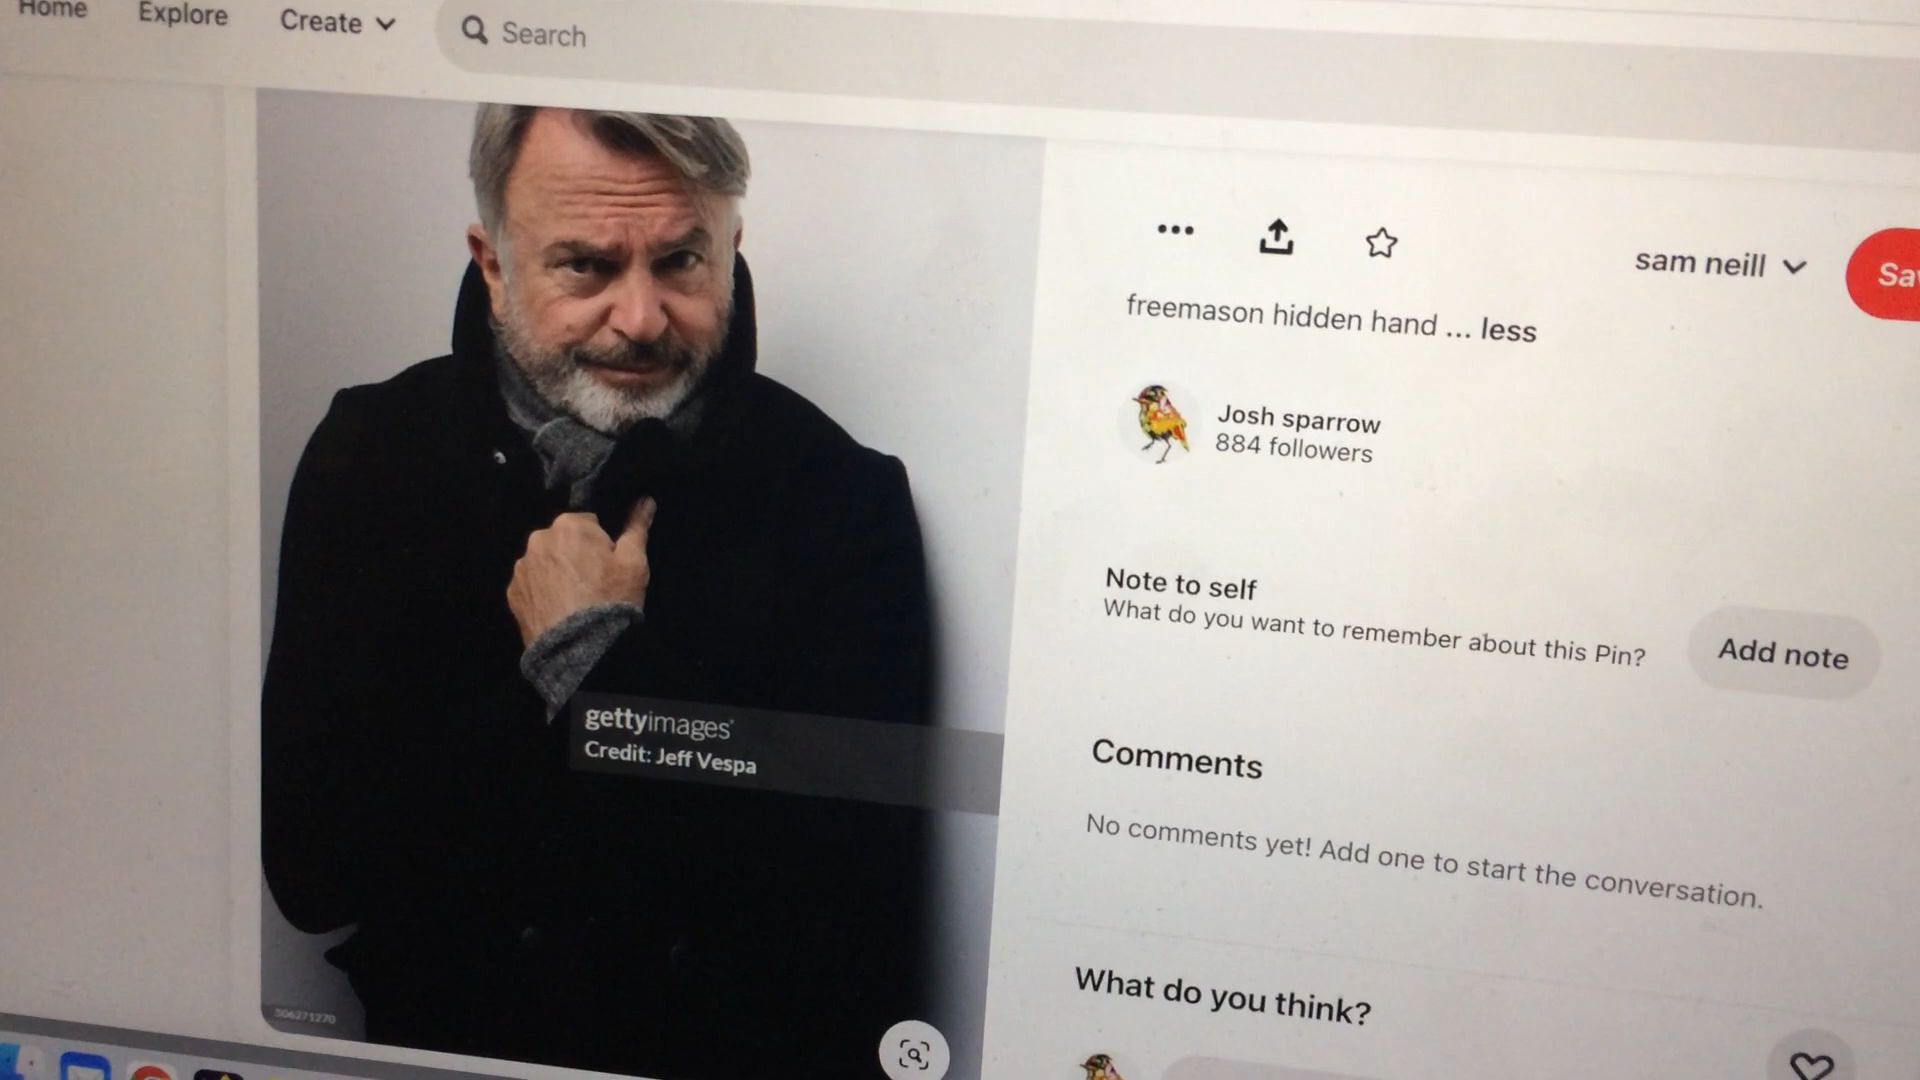 Home Explore Create
Search
sam neill
freemason hidden hand ... less
Josh sparrow
884 followers
Note to self
What do you want to remember about this Pin?
Add note
gettyimages
Credit: Jeff Vespa
Comments
No comments yet! Add one to start the conversation.
What do you think?
506271270